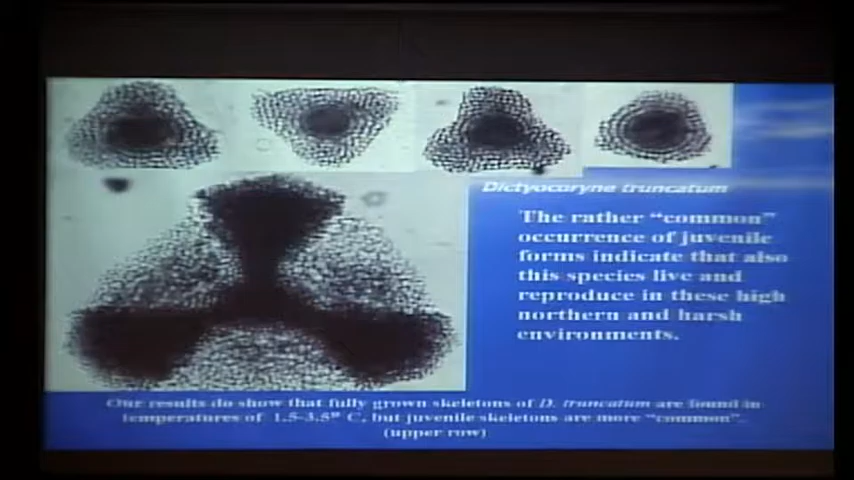 Dictyocoryne truncatum
The rather “common”
occurrence of juvenile
forms indicate that also
this species live and
reproduce in these high
northern and harsh
environments.
Our results do show that fully grown skeletons of D. truncatum are found in
temperatures of 1.5-3.5° C, but juvenile skeletons are more “common”.
(upper row)